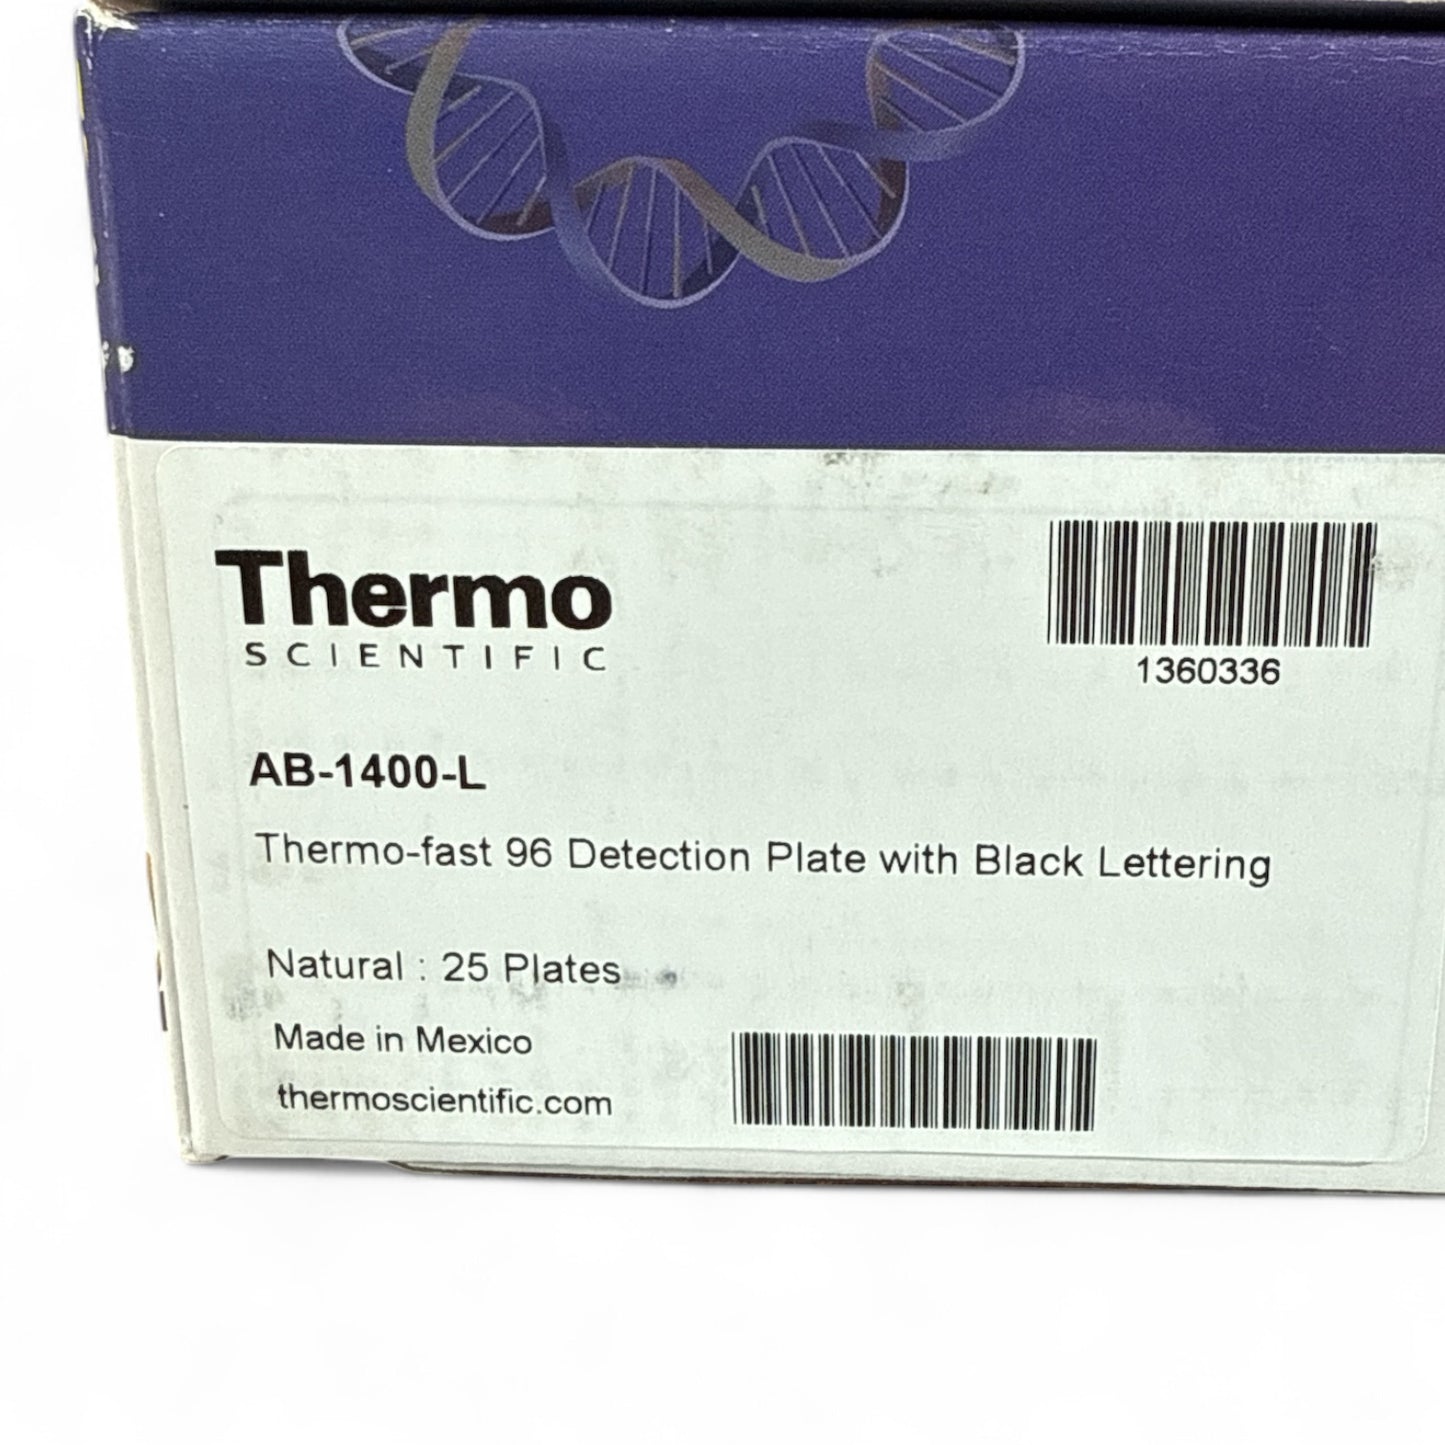 Thermo
SCIENTIFIC
1360336
AB-1400-L
Thermo-fast 96 Detection Plate with Black Lettering
Natural : 25 Plates
Made in Mexico
thermoscientific.com